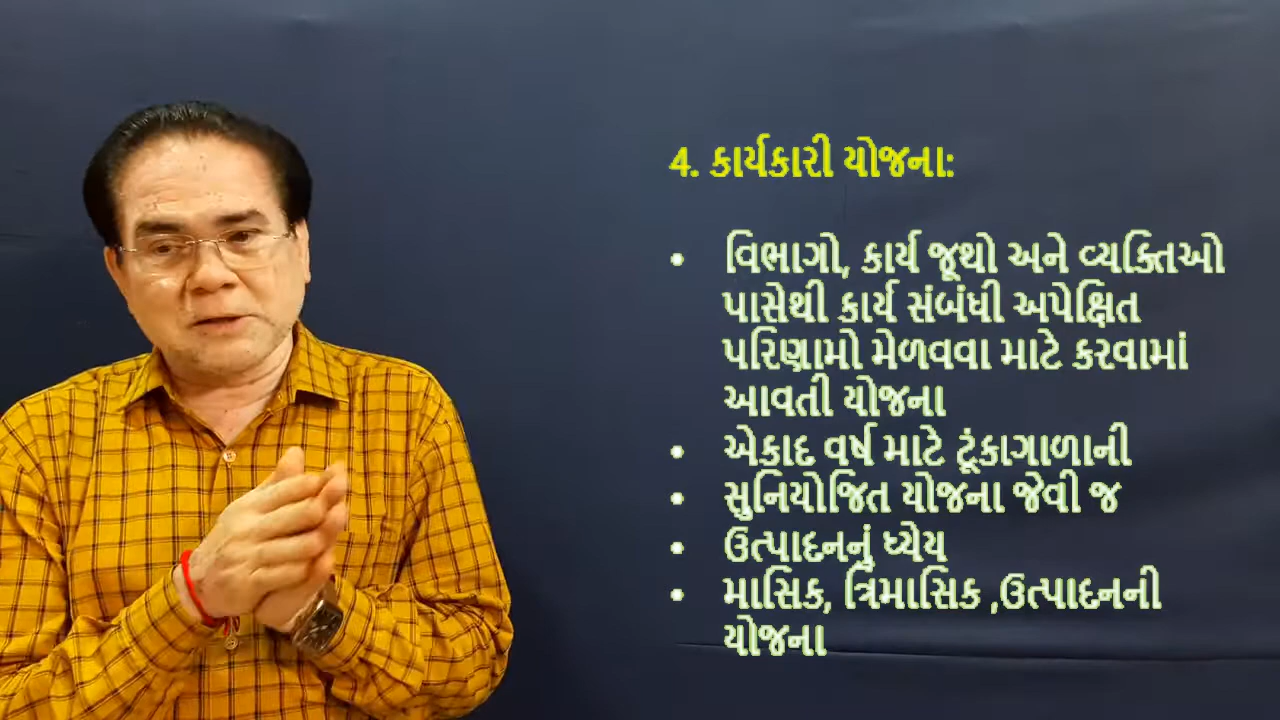 4. કાર્યકારી યોજના:
• વિભાગો, કાર્ય જૂથો અને વ્યક્તિઓ
પાસેથી કાર્ય સંબંધી અપેક્ષિત
પરિણામો મેળવવા માટે કરવામાં
આવતી યોજના
• એકાદ વર્ષ માટે ટૂંકાગાળાની
• સુનિયોજિત યોજના જેવી જ
• ઉત્પાદનનું ધ્યેય
• માસિક, ત્રિમાસિક ,ઉત્પાદનની
યોજના